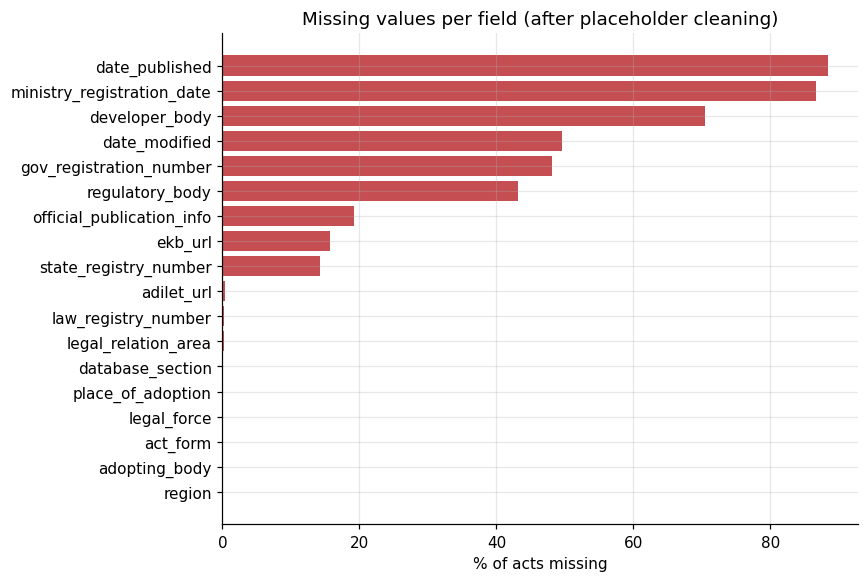 Missing values per field (after placeholder cleaning)
date_published
ministry_registration_date
developer_body
date_modified
gov_registration_number
regulatory_body
official_publication_info
ekb_url
state_registry_number
adilet_url
law_registry_number
legal_relation_area
database_section
place_of_adoption
legal_force
act_form
adopting_body
region
0 20 40 60 80
% of acts missing